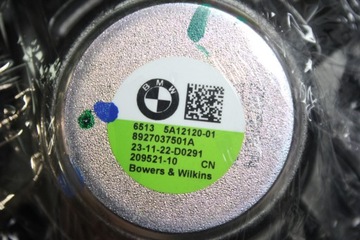 BMW
6513 5A12120-01
8927037501A
23-11-22-D0291
209521-10 CN
Bowers & Wilkins